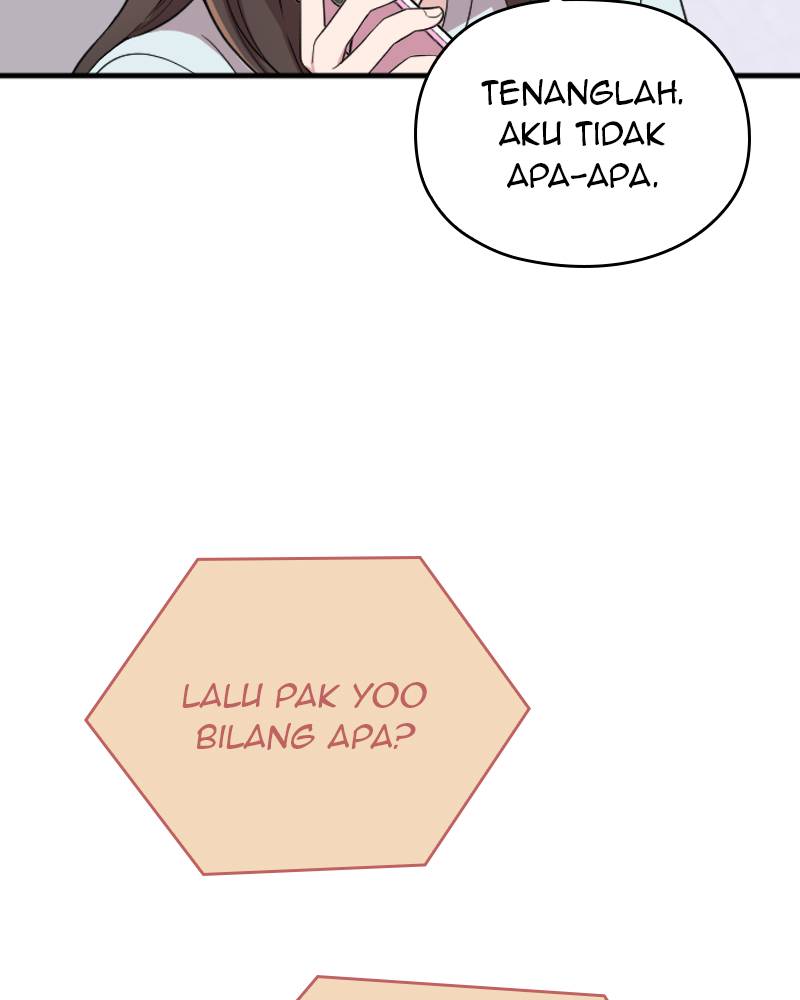 TENANGLAH.
AKU TIDAK
APA-APA.
LALU PAK YOO
BILANG APA?